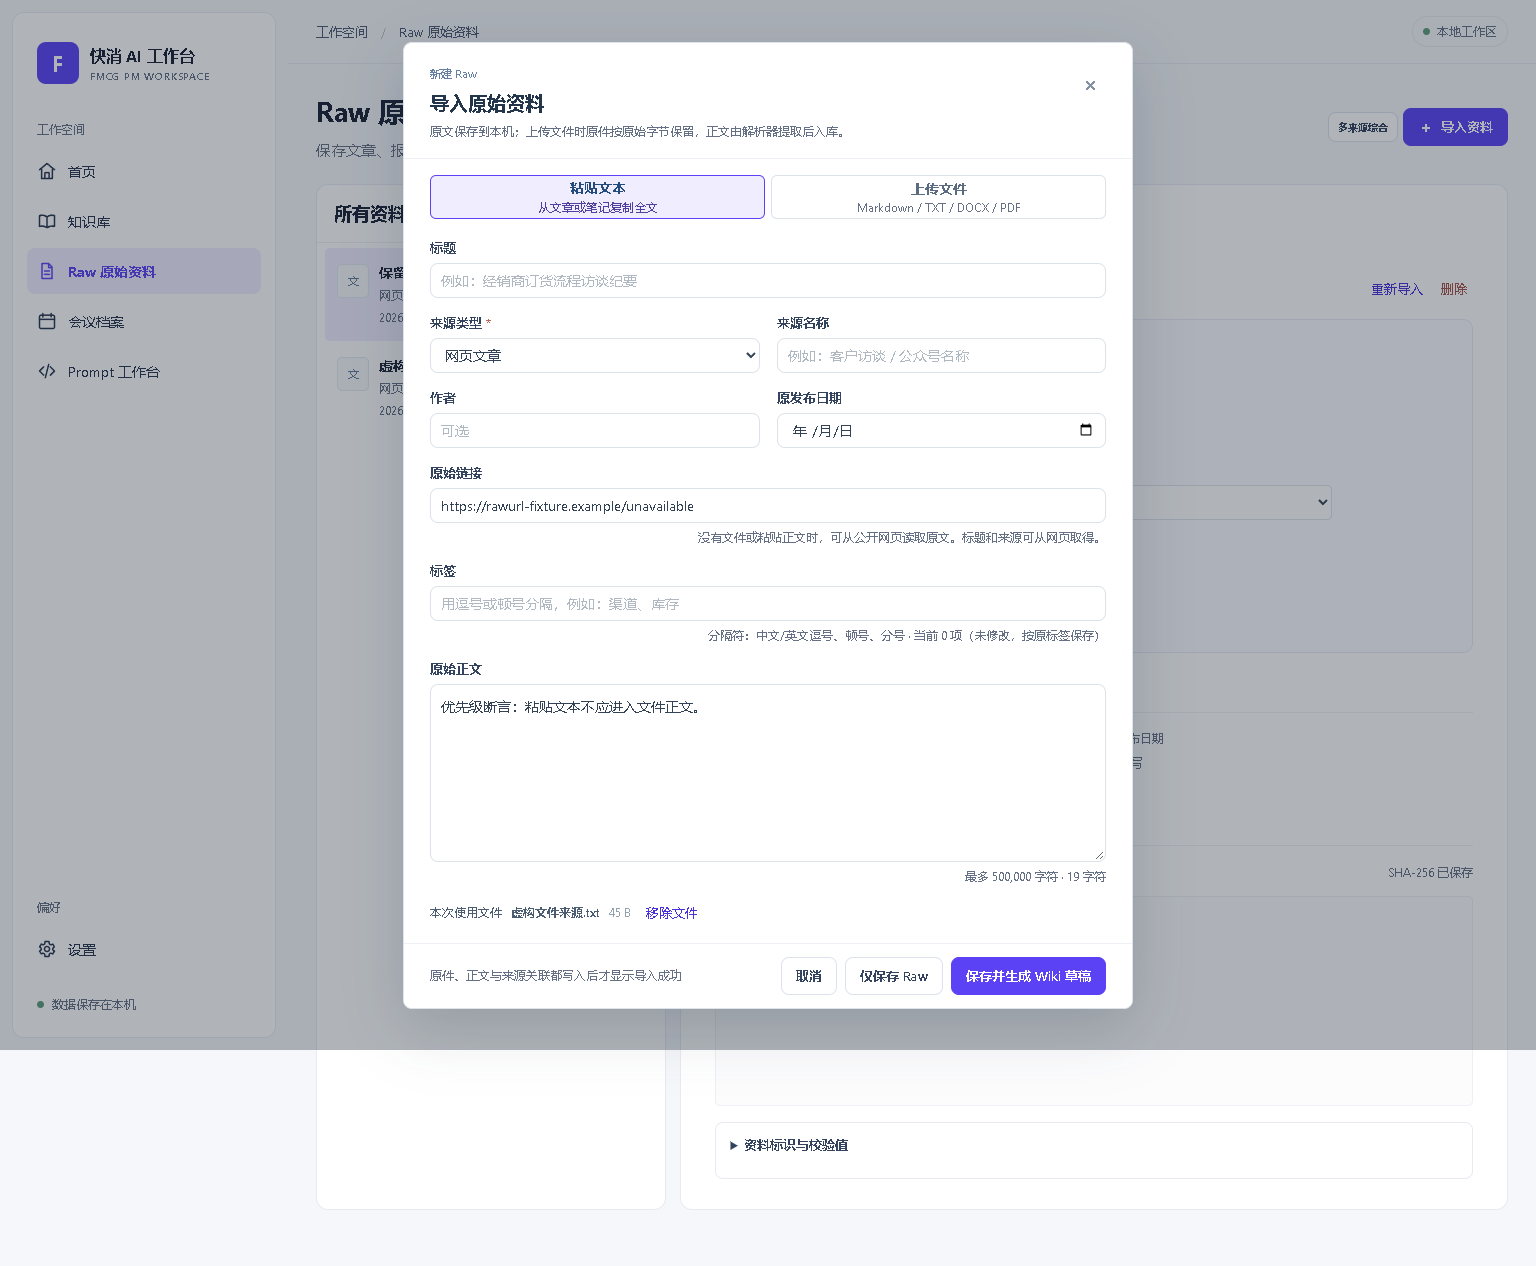 F
快消 AI 工作台
FMCG PM WORKSPACE
工作空间
首页
知识库
Raw 原始资料
会议档案
Prompt 工作台
偏好
设置
数据保存在本机
工作空间 / Raw 原始资料
本地工作区
Raw 原
保存文章、报
多来源综合
+ 导入资料
所有资料
文
保留
网页
2026
文
虚构
网页
2026
重新导入 删除
布日期
写
SHA-256 已保存
资料标识与校验值
新建 Raw
导入原始资料
原文保存到本机；上传文件时原件按原始字节保留，正文由解析器提取后入库。
粘贴文本
从文章或笔记复制全文
上传文件
Markdown / TXT / DOCX / PDF
标题
例如：经销商订货流程访谈纪要
来源类型 *
网页文章
来源名称
例如：客户访谈 / 公众号名称
作者
可选
原发布日期
年 /月/日
原始链接
https://rawurl-fixture.example/unavailable
没有文件或粘贴正文时，可从公开网页读取原文。标题和来源可从网页取得。
标签
用逗号或顿号分隔，例如：渠道、库存
分隔符：中文/英文逗号、顿号、分号 · 当前 0 项（未修改，按原标签保存）
原始正文
优先级断言：粘贴文本不应进入文件正文。
最多 500,000 字符 · 19 字符
本次使用文件 虚构文件来源.txt 45 B 移除文件
原件、正文与来源关联都写入后才显示导入成功
取消
仅保存 Raw
保存并生成 Wiki 草稿